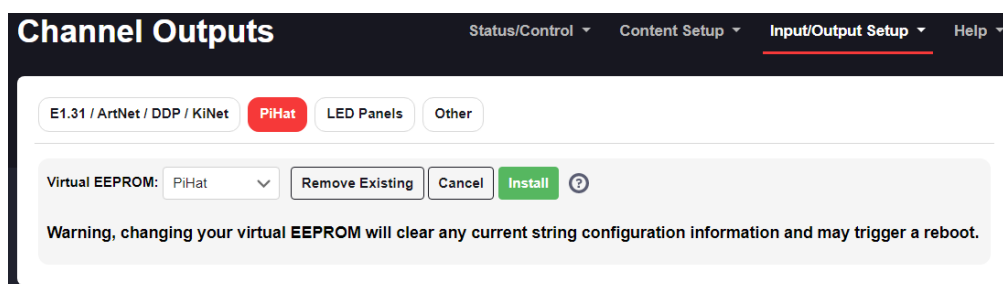 Channel Outputs
Status/Control Content Setup Input/Output Setup Help
E1.31 / ArtNet / DDP / KiNet PiHat LED Panels Other
Virtual EEPROM: PiHat Remove Existing Cancel Install ?
Warning, changing your virtual EEPROM will clear any current string configuration information and may trigger a reboot.